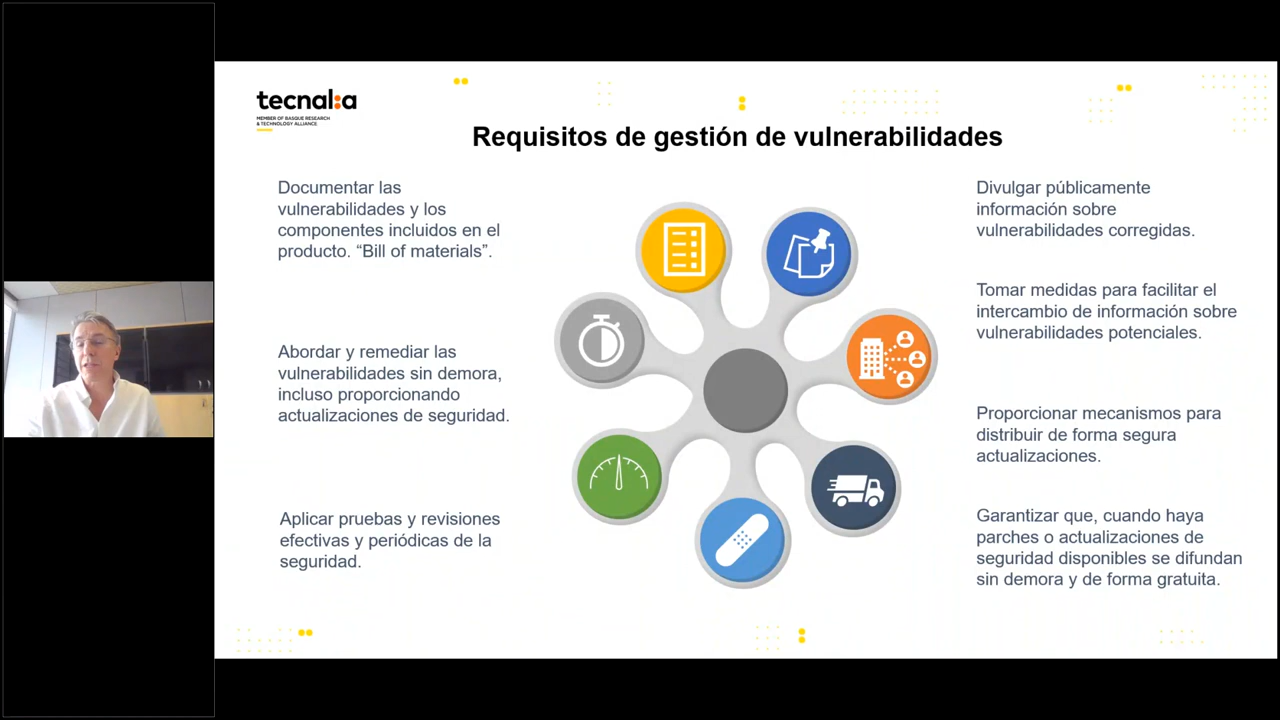 tecnal:a
MEMBER OF BASQUE RESEARCH
& TECHNOLOGY ALLIANCE
Requisitos de gestión de vulnerabilidades
Documentar las
vulnerabilidades y los
componentes incluidos en el
producto. “Bill of materials”.
Abordar y remediar las
vulnerabilidades sin demora,
incluso proporcionando
actualizaciones de seguridad.
Aplicar pruebas y revisiones
efectivas y periódicas de la
seguridad.
Divulgar públicamente
información sobre
vulnerabilidades corregidas.
Tomar medidas para facilitar el
intercambio de información sobre
vulnerabilidades potenciales.
Proporcionar mecanismos para
distribuir de forma segura
actualizaciones.
Garantizar que, cuando haya
parches o actualizaciones de
seguridad disponibles se difundan
sin demora y de forma gratuita.